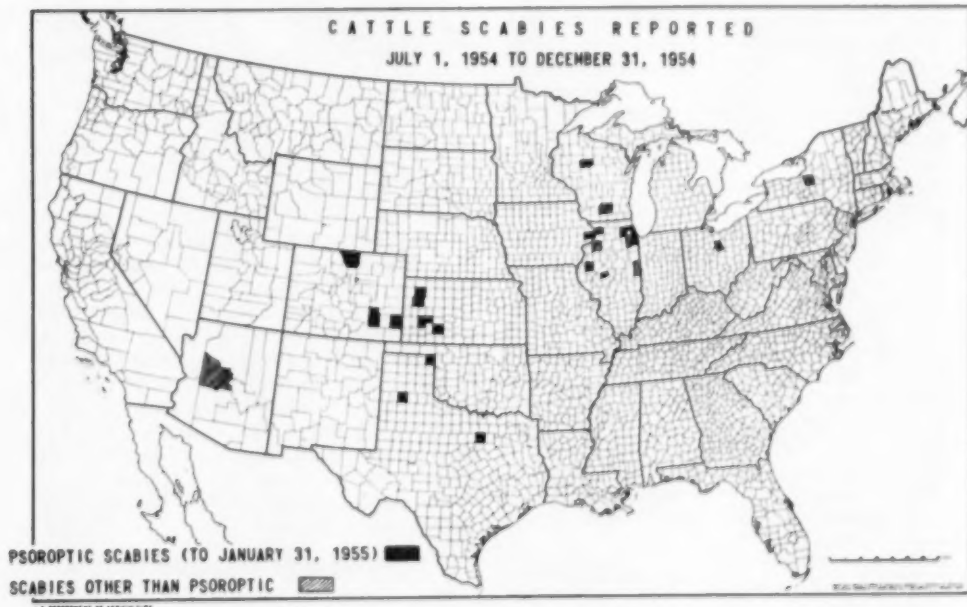 CATTLE SCABIES REPORTED
JULY 1, 1954 TO DECEMBER 31, 1954
PSOROPTIC SCABIES (TO JANUARY 31, 1955)
SCABIES OTHER THAN PSOROPTIC